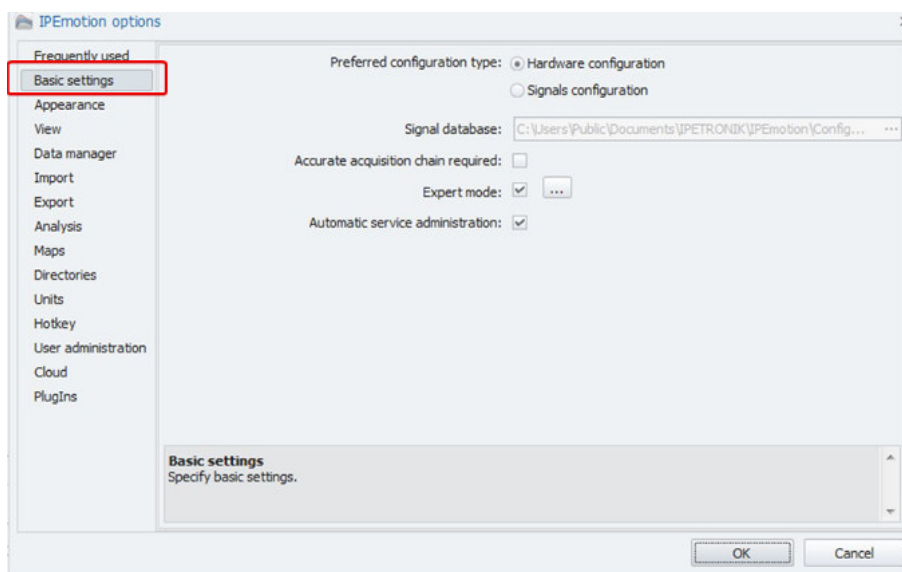 IPEmotion options
Frequently used
Basic settings
Appearance
View
Data manager
Import
Export
Analysis
Maps
Directories
Units
Hotkey
User administration
Cloud
PlugIns
Preferred configuration type: Hardware configuration
Signals configuration
Signal database: C:\Users\Public\Documents\IPETRONIK\IPEmotion\Config... ...
Accurate acquisition chain required:
Expert mode: ...
Automatic service administration:
Basic settings
Specify basic settings.
OK Cancel